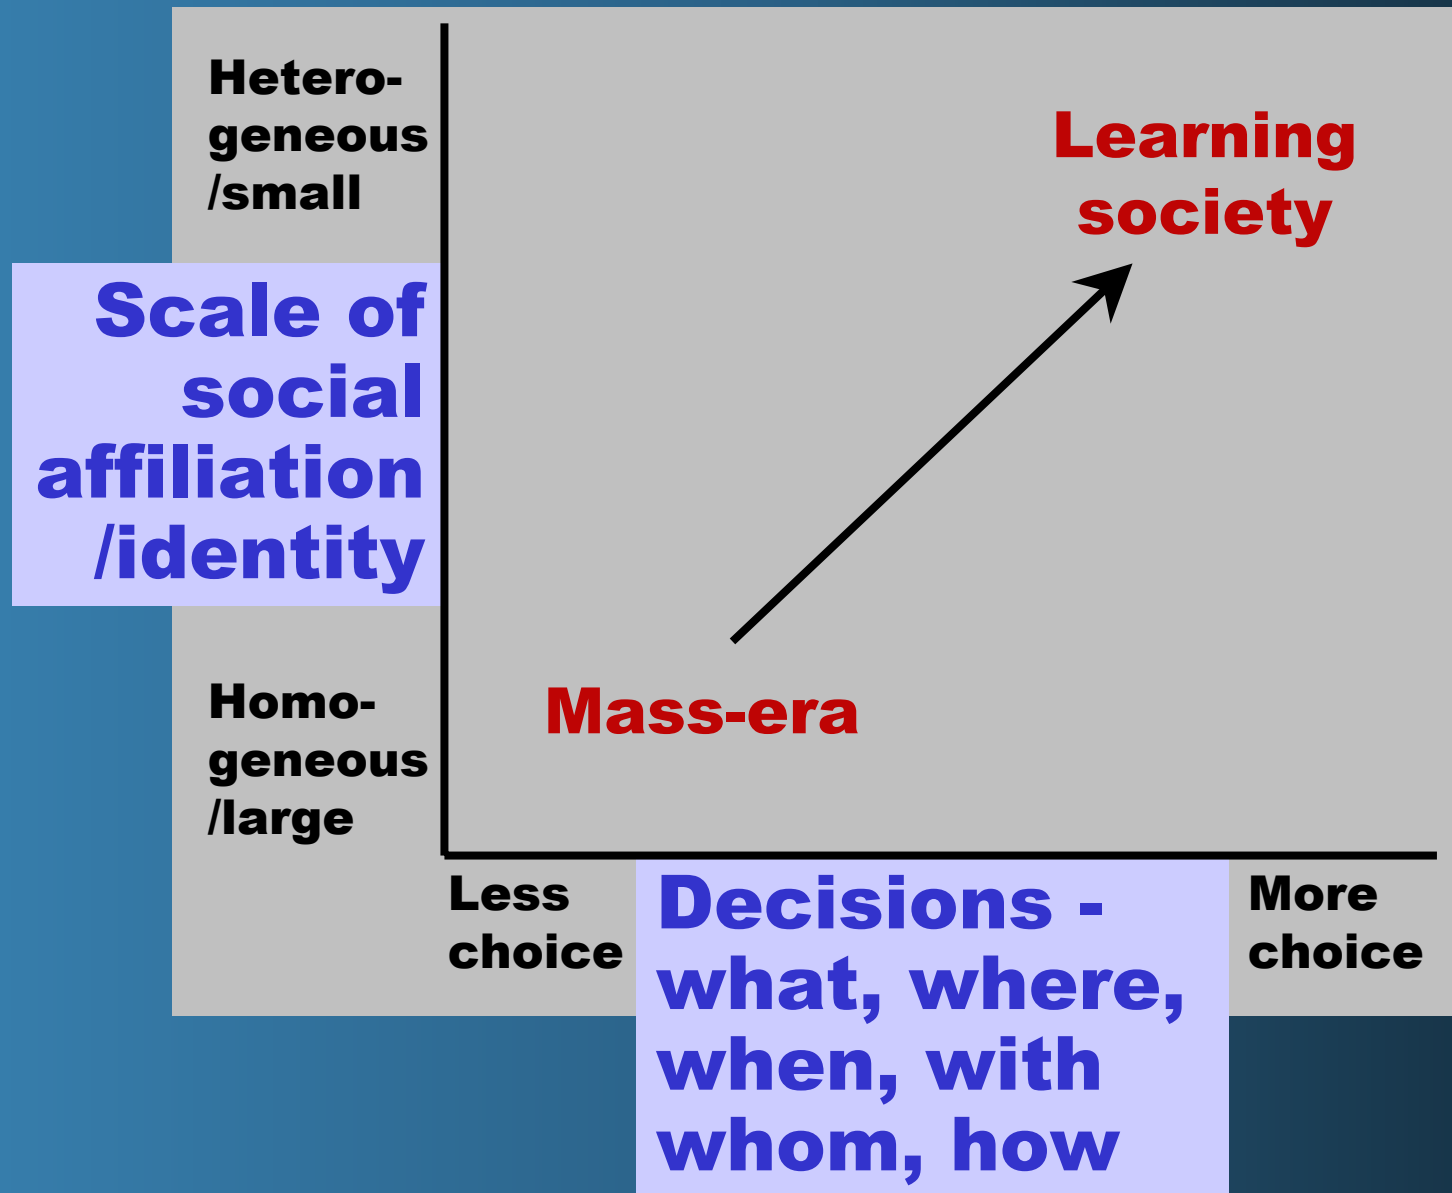 Hetero-
geneous
/small
Learning
society
Scale of
social
affiliation
/identity
Homo-
geneous
/large
Mass-era
Less
choice
Decisions -
what, where,
when, with
whom, how
More
choice